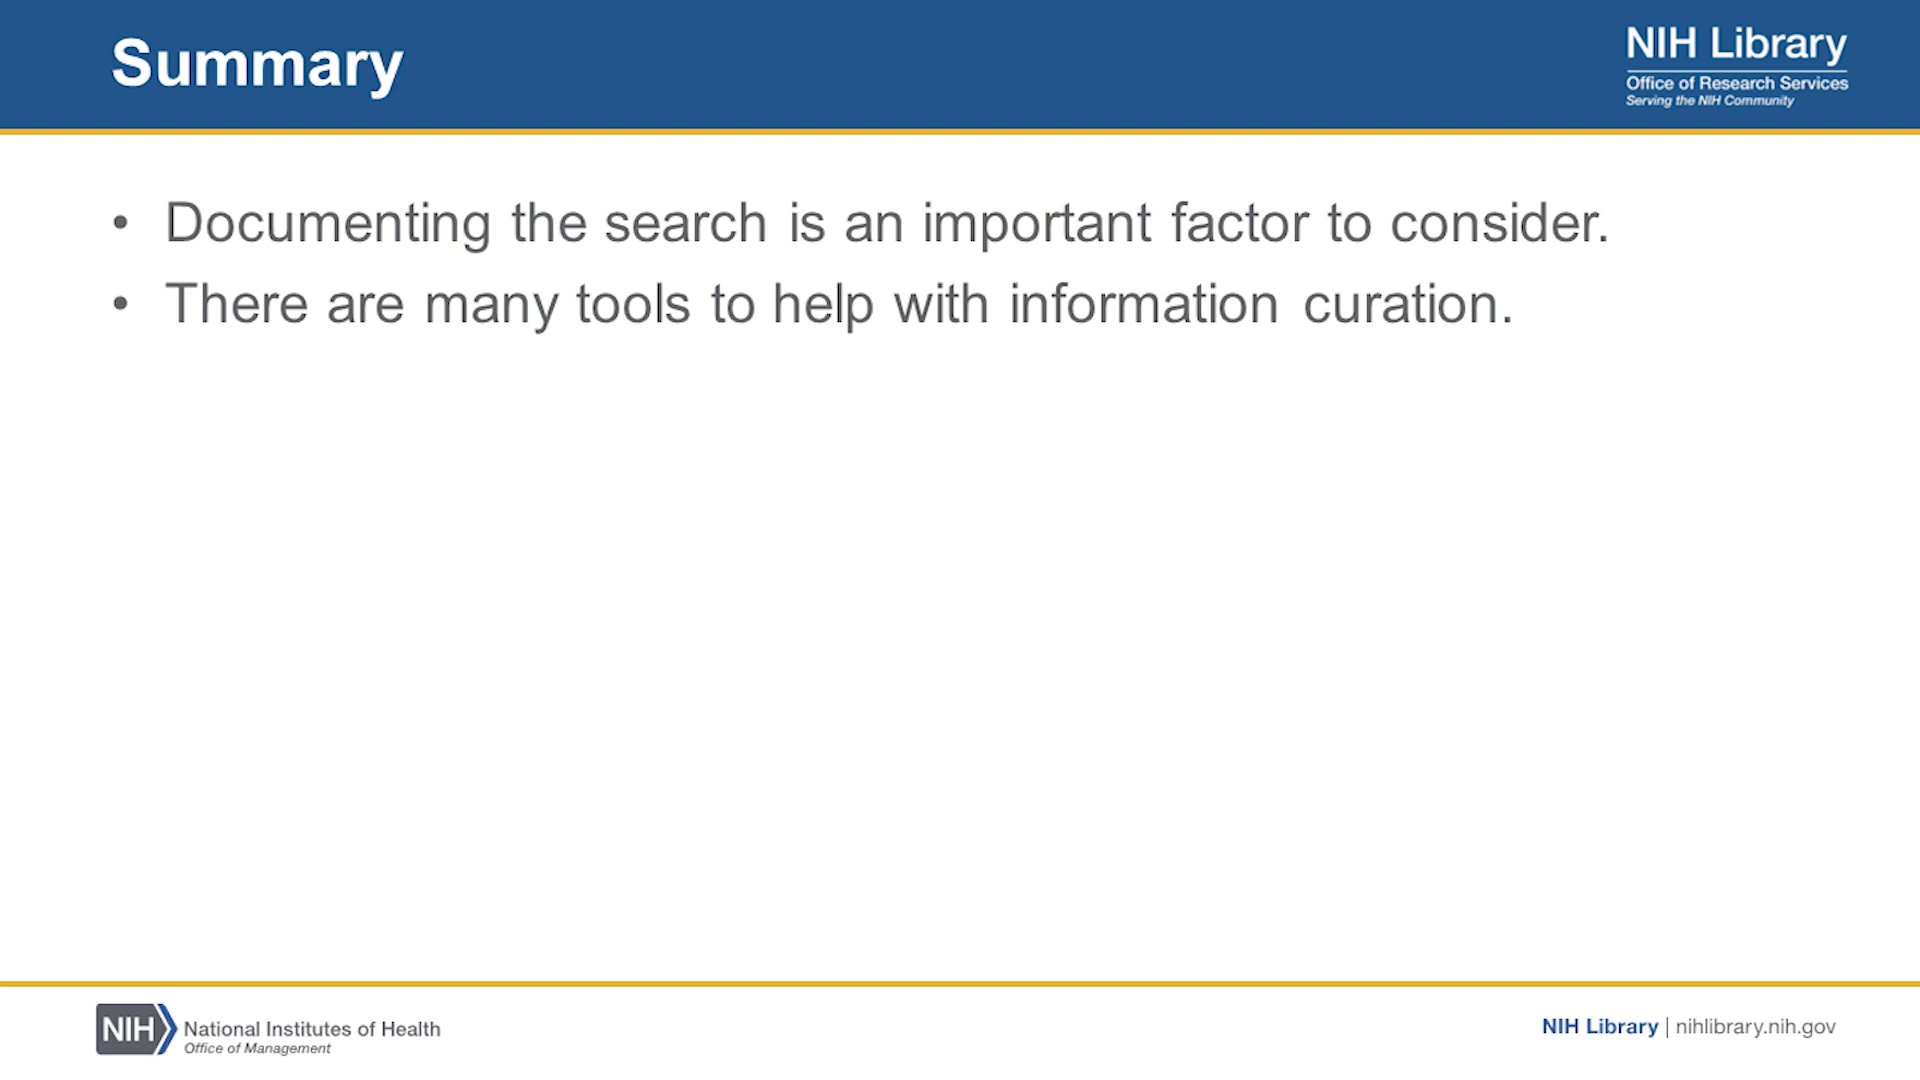 Summary
NIH Library
Office of Research Services
Serving the NIH Community
• Documenting the search is an important factor to consider.
• There are many tools to help with information curation.
NIH National Institutes of Health
Office of Management
NIH Library | nihlibrary.nih.gov